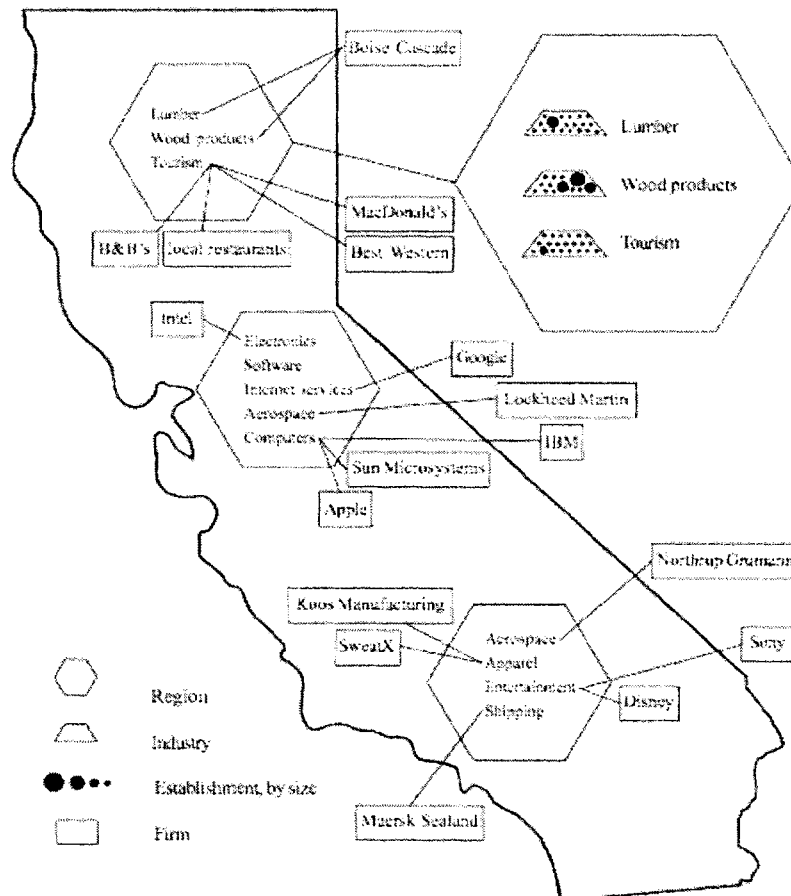 Boise Cascade
Lumber
Wood products
Tourism
Lumber
Wood products
Tourism
MacDonald's
B&B's
local restaurants
Best Western
Intel
Electronics
Software
Internet services
Aerospace
Computers
Google
Lockheed Martin
IBM
Sun Microsystems
Apple
Northrup Grumann
Koos Manufacturing
SweatX
Aerospace
Apparel
Entertainment
Shipping
Sony
Disney
Maersk Sealand
Region
Industry
Establishment, by size
Firm